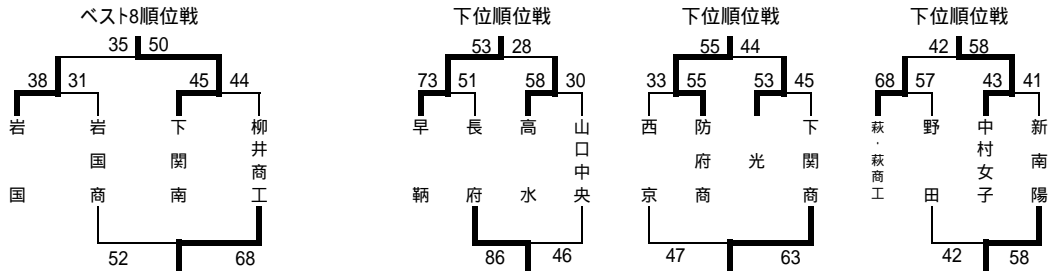 ベスト8順位戦 下位順位戦 下位順位戦 下位順位戦
35 50 53 28 55 44 42 58
38 31 45 44 73 51 58 30 33 55 53 45 68 57 43 41
岩国 岩国商 下関南 柳井商工 早鞆 長府 高水 山口中央 西京 防府商 光 下関商 萩・萩商工 野田 中村女子 新南陽
52 68 86 46 47 63 42 58